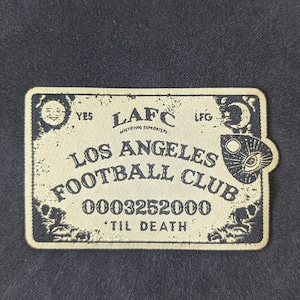 LAFC
YES LFG
LOS ANGELES
FOOTBALL CLUB
0003252000
'TIL DEATH